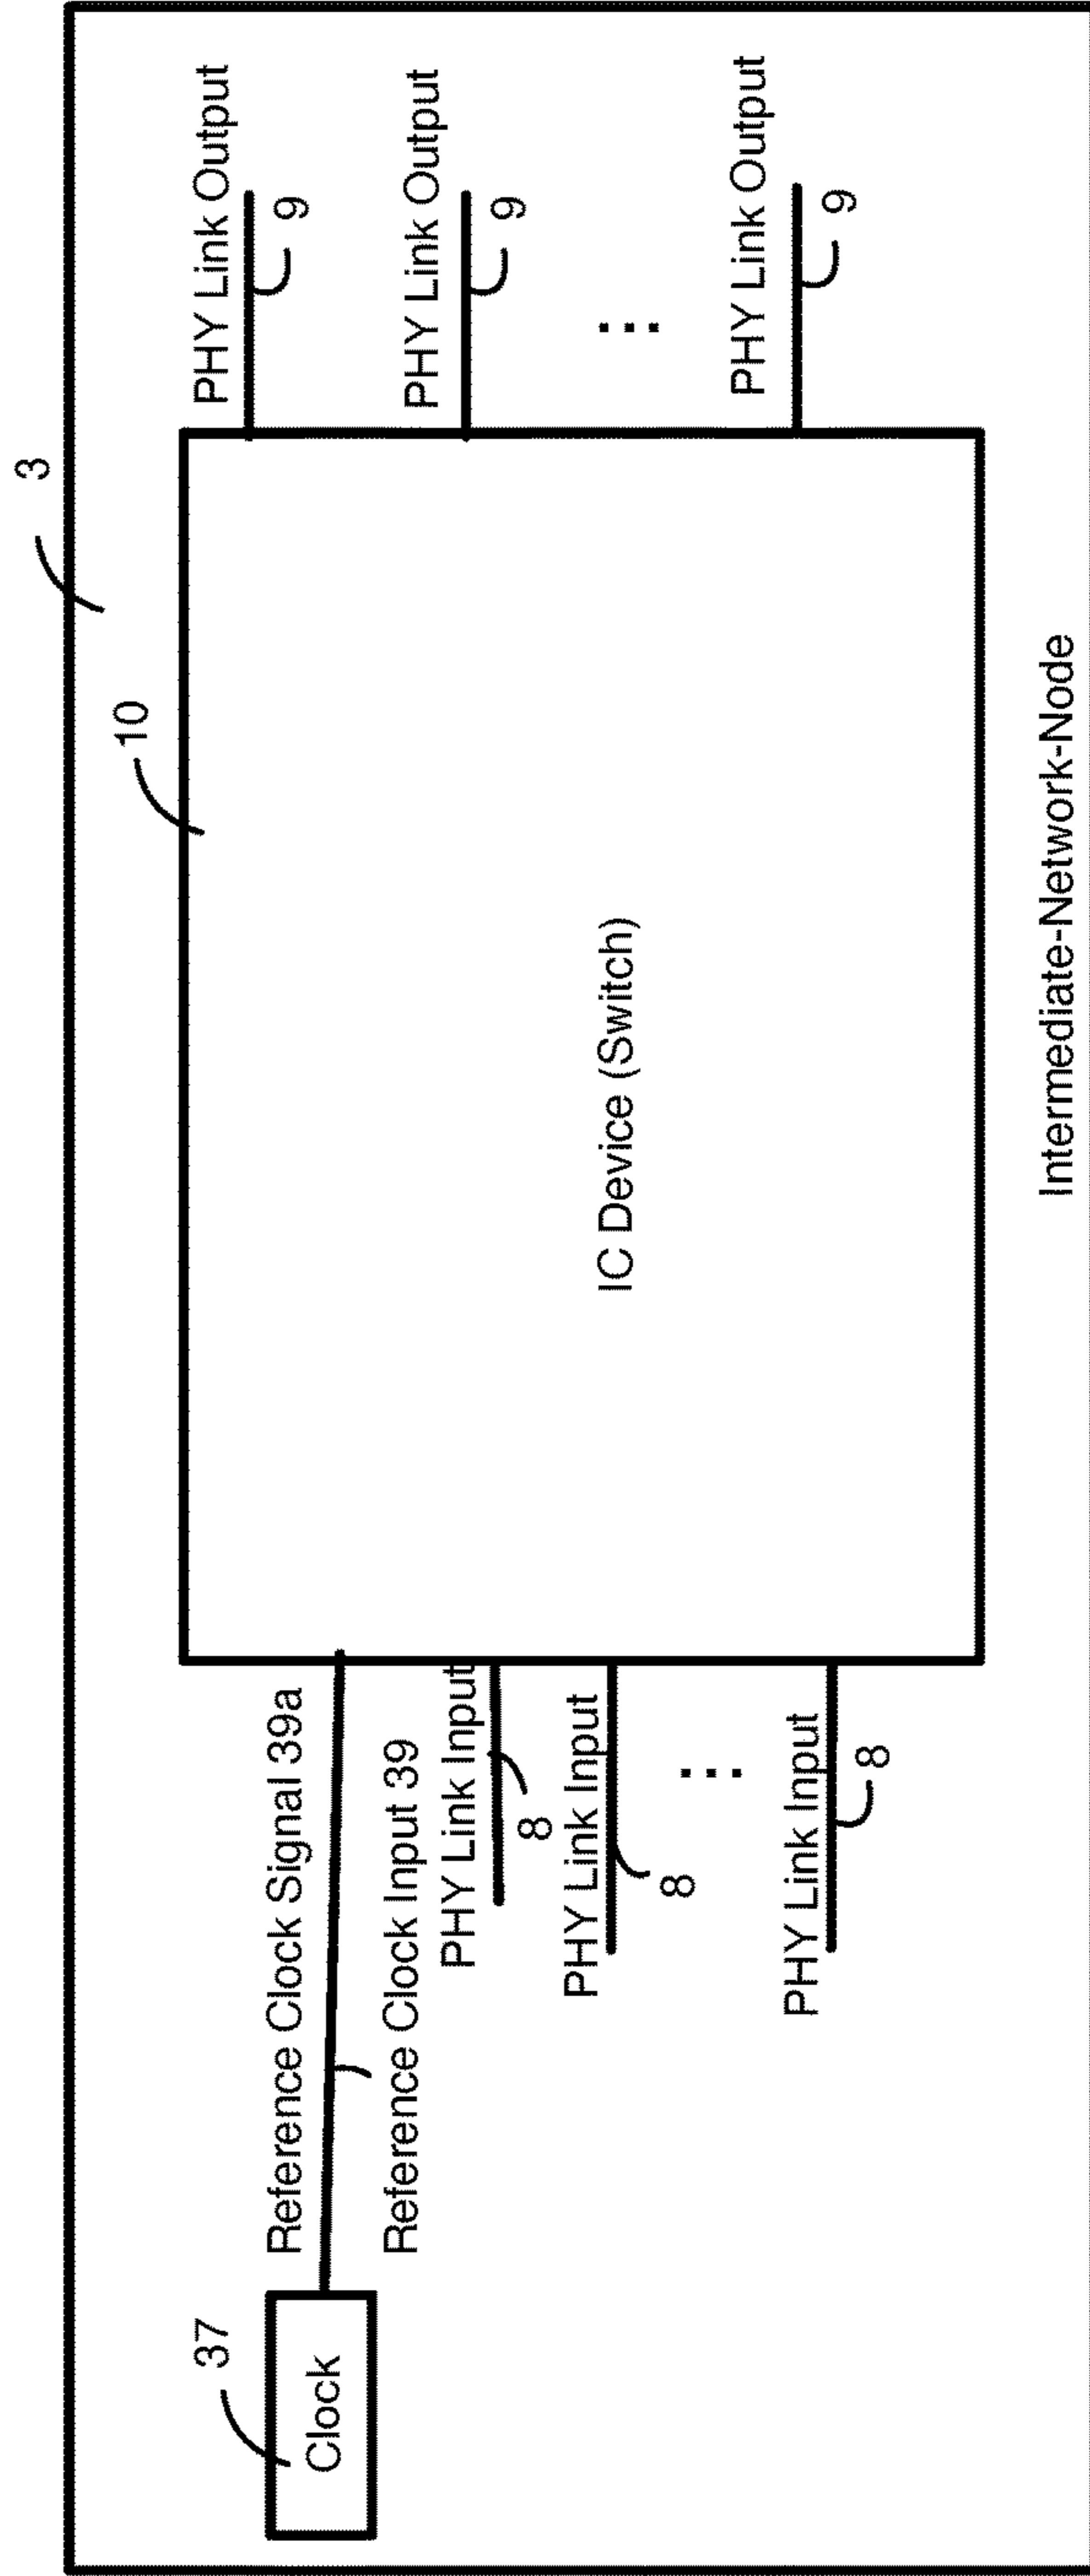 3
10
37
Clock
Reference Clock Signal 39a
Reference Clock Input 39
PHY Link Input
8
PHY Link Input
8
...
PHY Link Input
8
IC Device (Switch)
PHY Link Output
9
PHY Link Output
9
...
PHY Link Output
9
Intermediate-Network-Node